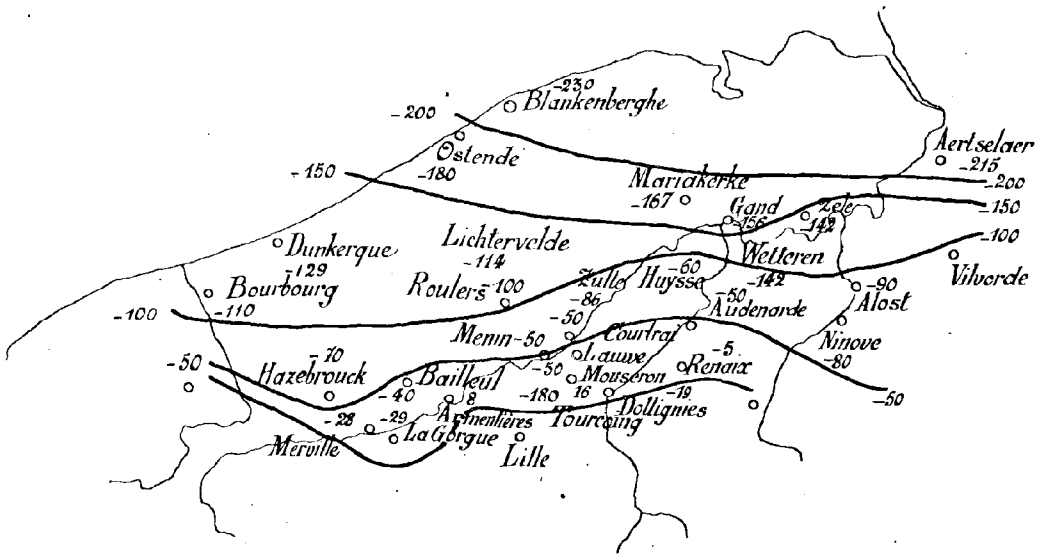 -230
Blankenberghe
-200
Ostende
-180
Aertselaer
-215
-200
-150
Mariakerke
-167
Gand
-156
Zele
-142
-150
-100
Dunkerque
-129
Lichtervelde
-114
Wetteren
-142
Vilvorde
Bourbourg
-110
-100
Roulers -100
Zulte
-86
Huysse
-60
-90
Alost
-50
Audenarde
Menin -50
-50
Courtrai
Ninove
-80
-50
-50
Lauwe
-50
-5
Renaix
-19
-70
Hazebrouck
Bailleul
-40
Mouseron
16
-180
Tourcoing
Dottignies
8
Armentières
-28
-29
La Gorgue
Merville
Lille